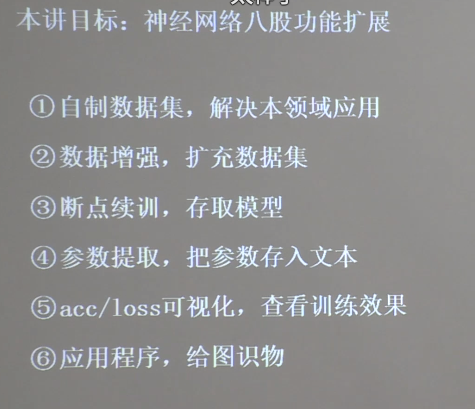 本讲目标：神经网络八股功能扩展
①自制数据集，解决本领域应用
②数据增强，扩充数据集
③断点续训，存取模型
④参数提取，把参数存入文本
⑤acc/loss可视化，查看训练效果
⑥应用程序，给图识物